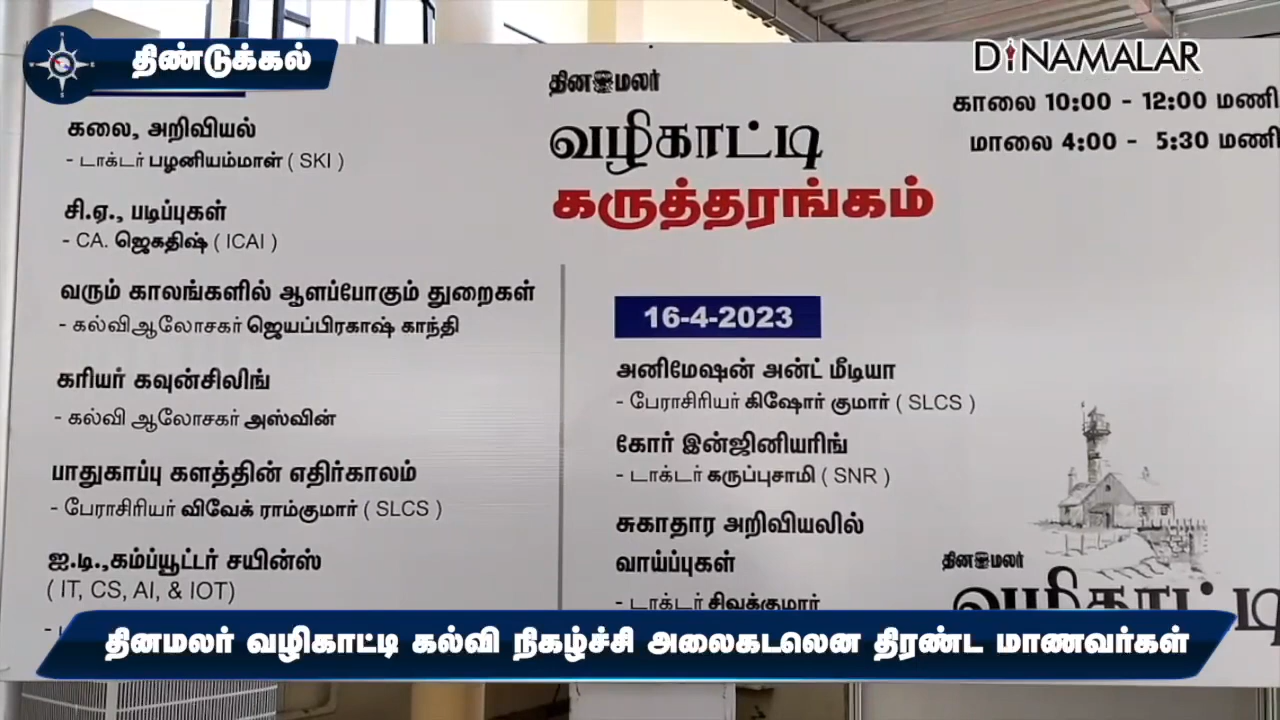 திண்டுக்கல்
DINAMALAR
தினமலர்
வழிகாட்டி
கருத்தரங்கம்
காலை 10:00 - 12:00 மணி
மாலை 4:00 - 5:30 மணி
கலை, அறிவியல்
- டாக்டர் பழனியம்மாள் ( SKI )
சி.ஏ., படிப்புகள்
- CA. ஜெகதிஷ் ( ICAI )
வரும் காலங்களில் ஆளப்போகும் துறைகள்
- கல்விஆலோசகர் ஜெயப்பிரகாஷ் காந்தி
கரியர் கவுன்சிலிங்
- கல்வி ஆலோசகர் அஸ்வின்
பாதுகாப்பு களத்தின் எதிர்காலம்
- பேராசிரியர் விவேக் ராம்குமார் ( SLCS )
ஐ.டி.,கம்ப்யூட்டர் சயின்ஸ்
( IT, CS, AI, & IOT)
16-4-2023
அனிமேஷன் அன்ட் மீடியா
- பேராசிரியர் கிஷோர் குமார் ( SLCS )
கோர் இன்ஜினியரிங்
- டாக்டர் கருப்புசாமி ( SNR )
சுகாதார அறிவியலில்
வாய்ப்புகள்
- டாக்டர் சிவக்குமார்
தினமலர்
வழிகாட்டி
தினமலர் வழிகாட்டி கல்வி நிகழ்ச்சி அலைகடலென திரண்ட மாணவர்கள்